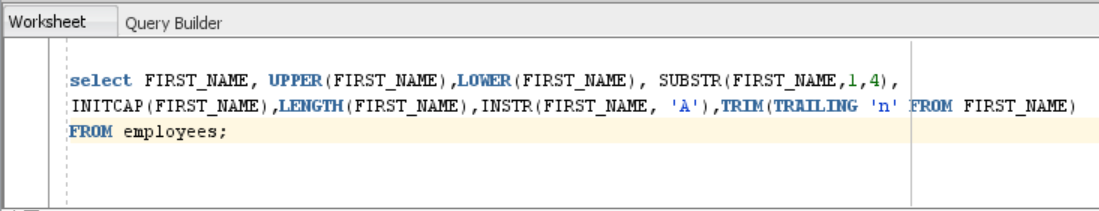 Worksheet Query Builder
select FIRST_NAME, UPPER(FIRST_NAME),LOWER(FIRST_NAME), SUBSTR(FIRST_NAME,1,4),
INITCAP(FIRST_NAME),LENGTH(FIRST_NAME),INSTR(FIRST_NAME, 'A'),TRIM(TRAILING 'n' FROM FIRST_NAME)
FROM employees;